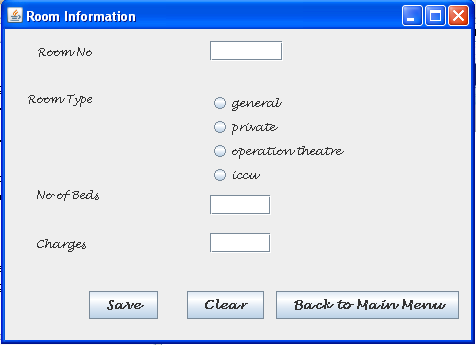 Room Information
Room No
Room Type
general
private
operation theatre
iccu
No of Beds
Charges
Save Clear Back to Main Menu